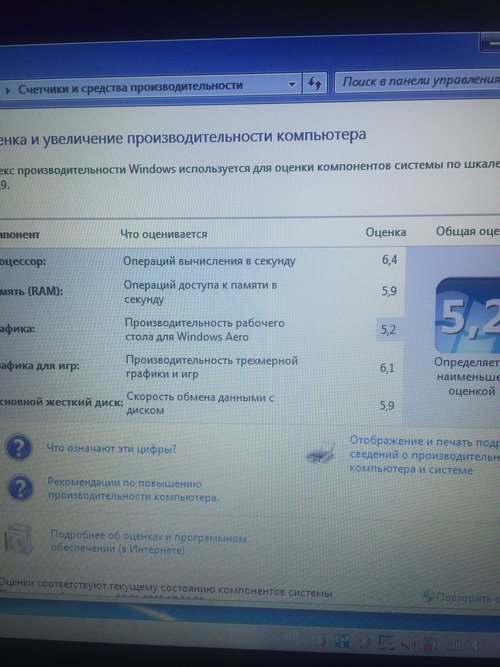 Счетчики и средства производительности
Поиск в панели управления
енка и увеличение производительности компьютера
екс производительности Windows используется для оценки компонентов системы по шкале
9.
мпонент Что оценивается Оценка Общая оце
оцессор: Операций вычисления в секунду 6,4
мять (RAM): Операций доступа к памяти в
секунду 5,9
афика: Производительность рабочего
стола для Windows Aero 5,2
афика для игр: Производительность трехмерной
графики и игр 6,1
сновной жесткий диск: Скорость обмена данными с
диском 5,9
5,2
Определяет
наименьше
оценкой
Что означают эти цифры?
Рекомендации по повышению
производительности компьютера.
Подробнее об оценках и программном
обеспечении (в Интернете)
Отображение и печать подр
сведений о производительн
компьютера и системе
Оценки соответствуют текущему состоянию компонентов системы
Повторить о